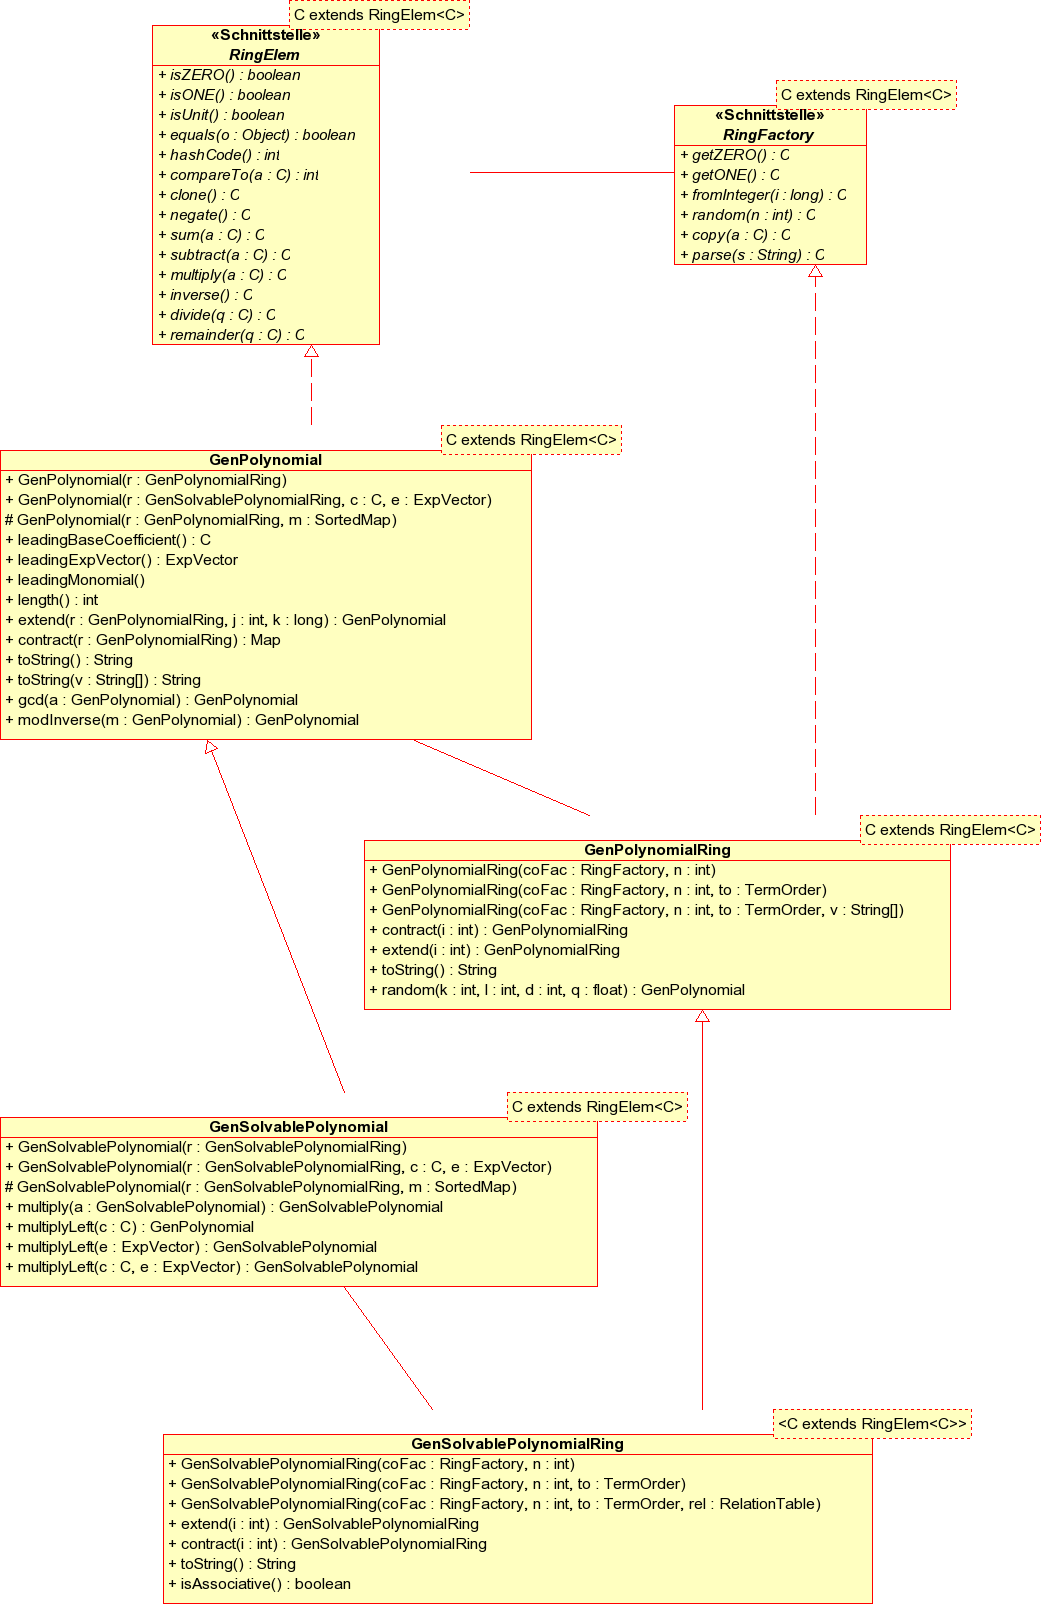 C extends RingElem<C>
«Schnittstelle»
RingElem
+ isZERO() : boolean
+ isONE() : boolean
+ isUnit() : boolean
+ equals(o : Object) : boolean
+ hashCode() : int
+ compareTo(a : C) : int
+ clone() : C
+ negate() : C
+ sum(a : C) : C
+ subtract(a : C) : C
+ multiply(a : C) : C
+ inverse() : C
+ divide(q : C) : C
+ remainder(q : C) : C
C extends RingElem<C>
«Schnittstelle»
RingFactory
+ getZERO() : C
+ getONE() : C
+ fromInteger(i : long) : C
+ random(n : int) : C
+ copy(a : C) : C
+ parse(s : String) : C
C extends RingElem<C>
GenPolynomial
+ GenPolynomial(r : GenPolynomialRing)
+ GenPolynomial(r : GenSolvablePolynomialRing, c : C, e : ExpVector)
# GenPolynomial(r : GenPolynomialRing, m : SortedMap)
+ leadingBaseCoefficient() : C
+ leadingExpVector() : ExpVector
+ leadingMonomial()
+ length() : int
+ extend(r : GenPolynomialRing, j : int, k : long) : GenPolynomial
+ contract(r : GenPolynomialRing) : Map
+ toString() : String
+ toString(v : String[]) : String
+ gcd(a : GenPolynomial) : GenPolynomial
+ modInverse(m : GenPolynomial) : GenPolynomial
C extends RingElem<C>
GenPolynomialRing
+ GenPolynomialRing(coFac : RingFactory, n : int)
+ GenPolynomialRing(coFac : RingFactory, n : int, to : TermOrder)
+ GenPolynomialRing(coFac : RingFactory, n : int, to : TermOrder, v : String[])
+ contract(i : int) : GenPolynomialRing
+ extend(i : int) : GenPolynomialRing
+ toString() : String
+ random(k : int, l : int, d : int, q : float) : GenPolynomial
C extends RingElem<C>
GenSolvablePolynomial
+ GenSolvablePolynomial(r : GenSolvablePolynomialRing)
+ GenSolvablePolynomial(r : GenSolvablePolynomialRing, c : C, e : ExpVector)
# GenSolvablePolynomial(r : GenSolvablePolynomialRing, m : SortedMap)
+ multiply(a : GenSolvablePolynomial) : GenSolvablePolynomial
+ multiplyLeft(c : C) : GenPolynomial
+ multiplyLeft(e : ExpVector) : GenSolvablePolynomial
+ multiplyLeft(c : C, e : ExpVector) : GenSolvablePolynomial
<C extends RingElem<C>>
GenSolvablePolynomialRing
+ GenSolvablePolynomialRing(coFac : RingFactory, n : int)
+ GenSolvablePolynomialRing(coFac : RingFactory, n : int, to : TermOrder)
+ GenSolvablePolynomialRing(coFac : RingFactory, n : int, to : TermOrder, rel : RelationTable)
+ extend(i : int) : GenSolvablePolynomialRing
+ contract(i : int) : GenSolvablePolynomialRing
+ toString() : String
+ isAssociative() : boolean